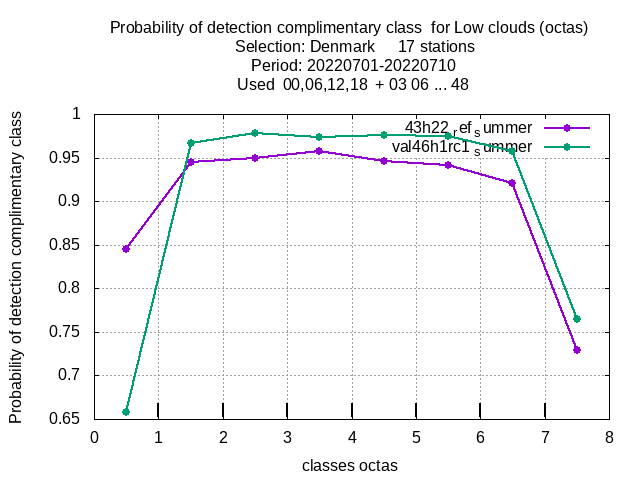 Probability of detection complimentary class  for Low clouds (octas)
Selection: Denmark     17 stations
Period: 20220701-20220710
Used  00,06,12,18  + 03 06 ... 48
Probability of detection complimentary class
43h22_ref_summer
val46h1rc1_summer
1
0.95
0.9
0.85
0.8
0.75
0.7
0.65
0 1 2 3 4 5 6 7 8
classes octas